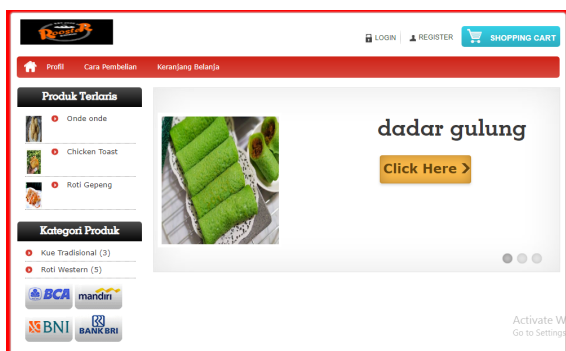 Rooster
LOGIN
REGISTER
SHOPPING CART
Profil
Cara Pembelian
Keranjang Belanja
Produk Terlaris
Onde onde
Chicken Toast
Roti Gepeng
Kategori Produk
Kue Tradisional (3)
Roti Western (5)
BCA
mandiri
BNI
BANK BRI
dadar gulung
Click Here
Activate W
Go to Settings